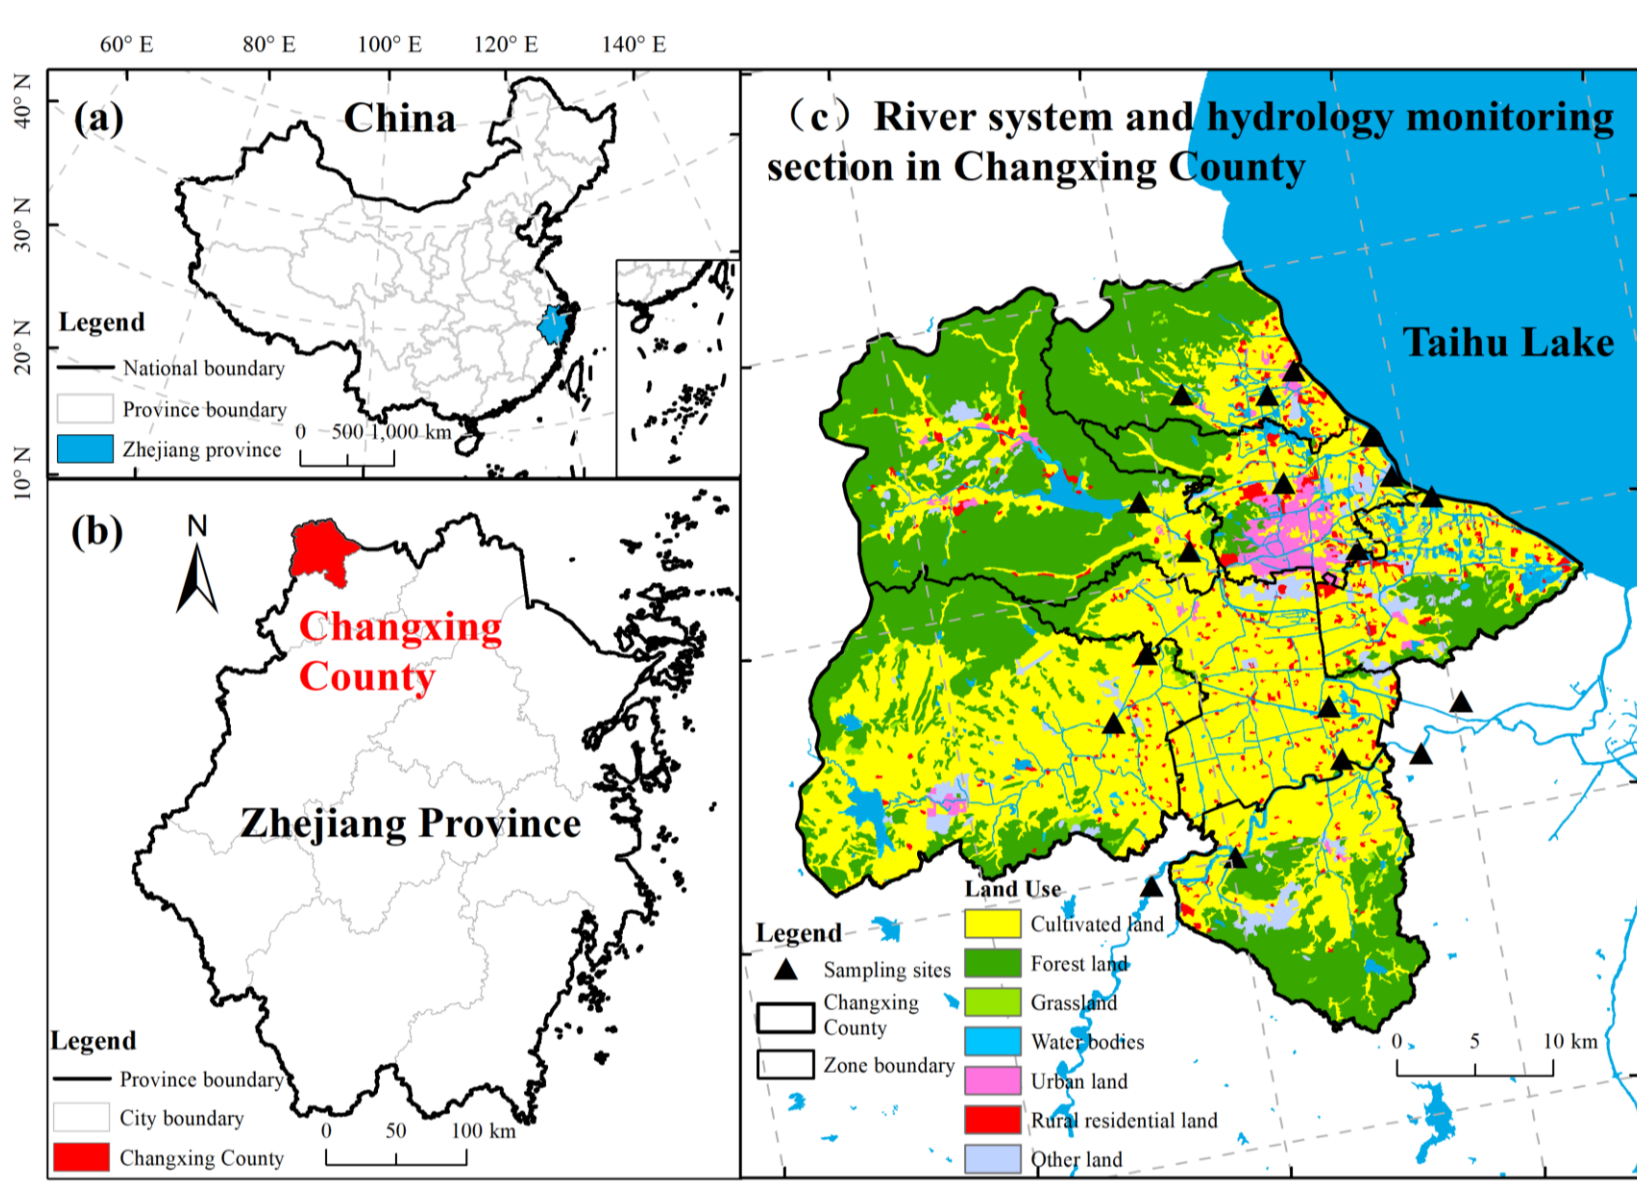 60° E 80° E 100° E 120° E 140° E
40° N
30° N
20° N
10° N
(a) China
Legend
National boundary
Province boundary
Zhejiang province
0 500 1,000 km
(b)
N
Changxing
County
Zhejiang Province
Legend
Province boundary
City boundary
Changxing County
0 50 100 km
（c）River system and hydrology monitoring
section in Changxing County
Taihu Lake
Legend
Sampling sites
Changxing
County
Zone boundary
Land Use
Cultivated land
Forest land
Grassland
Water bodies
Urban land
Rural residential land
Other land
0 5 10 km